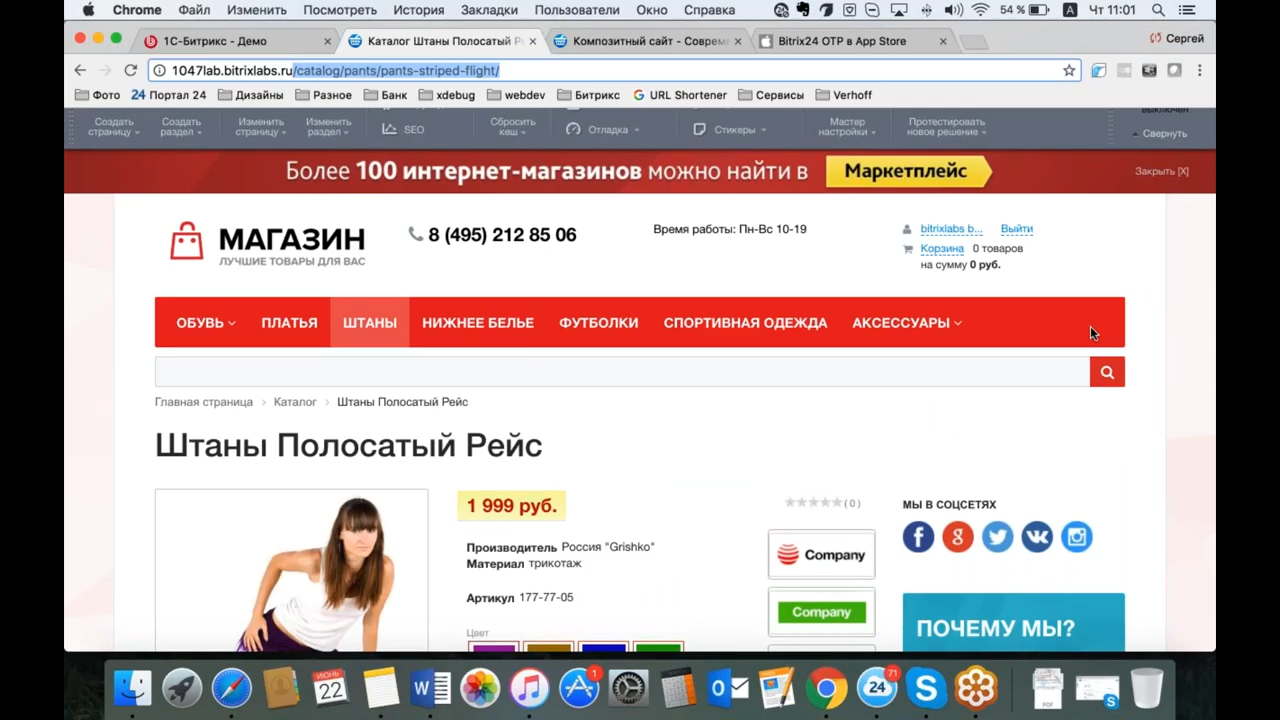 Chrome Файл Изменить Посмотреть История Закладки Пользователи Окно Справка 54 % A Чт 11:01
1С-Битрикс - Демо Каталог Штаны Полосатый Ре Композитный сайт - Соврем Bitrix24 OTP в App Store Сергей
1047lab.bitrixlabs.ru/catalog/pants/pants-striped-flight/
Фото 24 Портал 24 Дизайны Разное Банк xdebug webdev Битрикс URL Shortener Сервисы Verhoff
Создать страницу Создать раздел Изменить страницу Изменить раздел SEO Сбросить кеш Отладка Стикеры Мастер настройки Протестировать новое решение Свернуть
Более 100 интернет-магазинов можно найти в Маркетплейс Закрыть [X]
МАГАЗИН
ЛУЧШИЕ ТОВАРЫ ДЛЯ ВАС
8 (495) 212 85 06
Время работы: Пн-Вс 10-19
bitrixlabs b... Выйти
Корзина 0 товаров
на сумму 0 руб.
ОБУВЬ ПЛАТЬЯ ШТАНЫ НИЖНЕЕ БЕЛЬЕ ФУТБОЛКИ СПОРТИВНАЯ ОДЕЖДА АКСЕССУАРЫ
Главная страница Каталог Штаны Полосатый Рейс
Штаны Полосатый Рейс
1 999 руб.
Производитель Россия "Grishko"
Материал трикотаж
Артикул 177-77-05
Цвет
(0)
Company
Company
МЫ В СОЦСЕТЯХ
ПОЧЕМУ МЫ?
ИЮНЬ
22
1
24
71